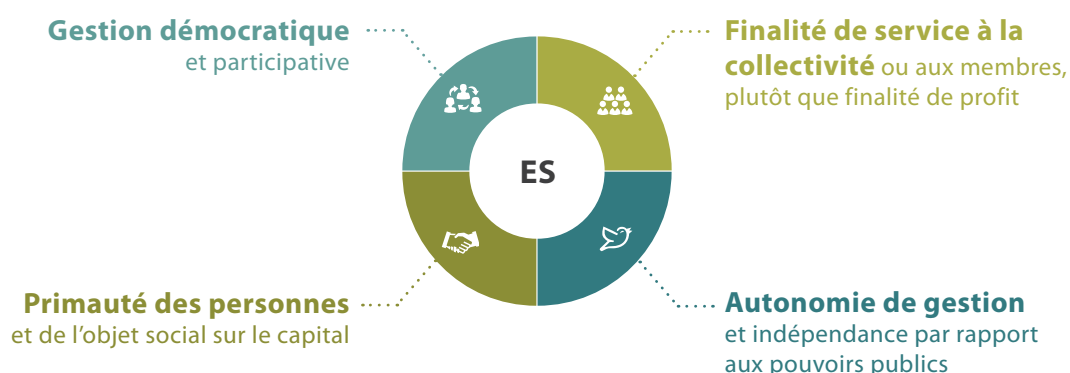 Gestion démocratique
et participative
Finalité de service à la
collectivité ou aux membres,
plutôt que finalité de profit
ES
Primauté des personnes
et de l'objet social sur le capital
Autonomie de gestion
et indépendance par rapport
aux pouvoirs publics